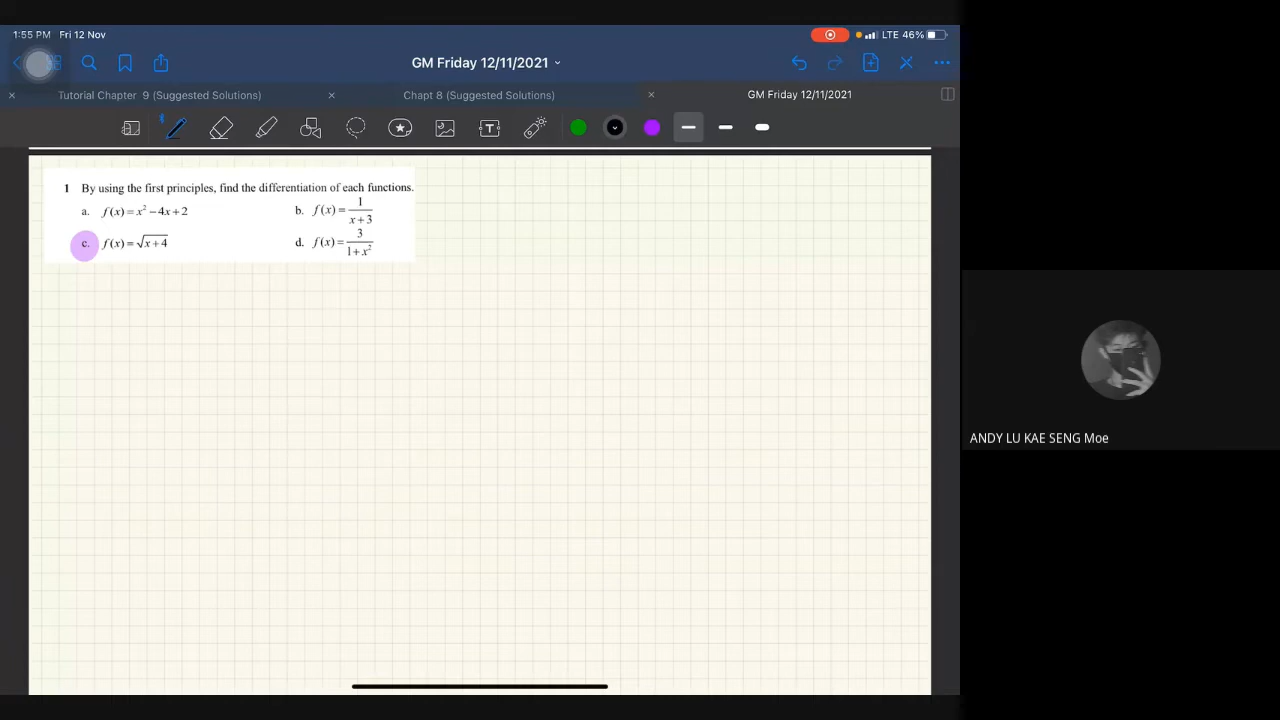 1:55 PM Fri 12 Nov
LTE 46%
GM Friday 12/11/2021
Tutorial Chapter 9 (Suggested Solutions)
Chapt 8 (Suggested Solutions)
GM Friday 12/11/2021
1 By using the first principles, find the differentiation of each functions.
a. f(x) = x² − 4x + 2
b. f(x) = 1/(x+3)
c. f(x) = √(x+4)
d. f(x) = 3/(1+x²)
ANDY LU KAE SENG Moe